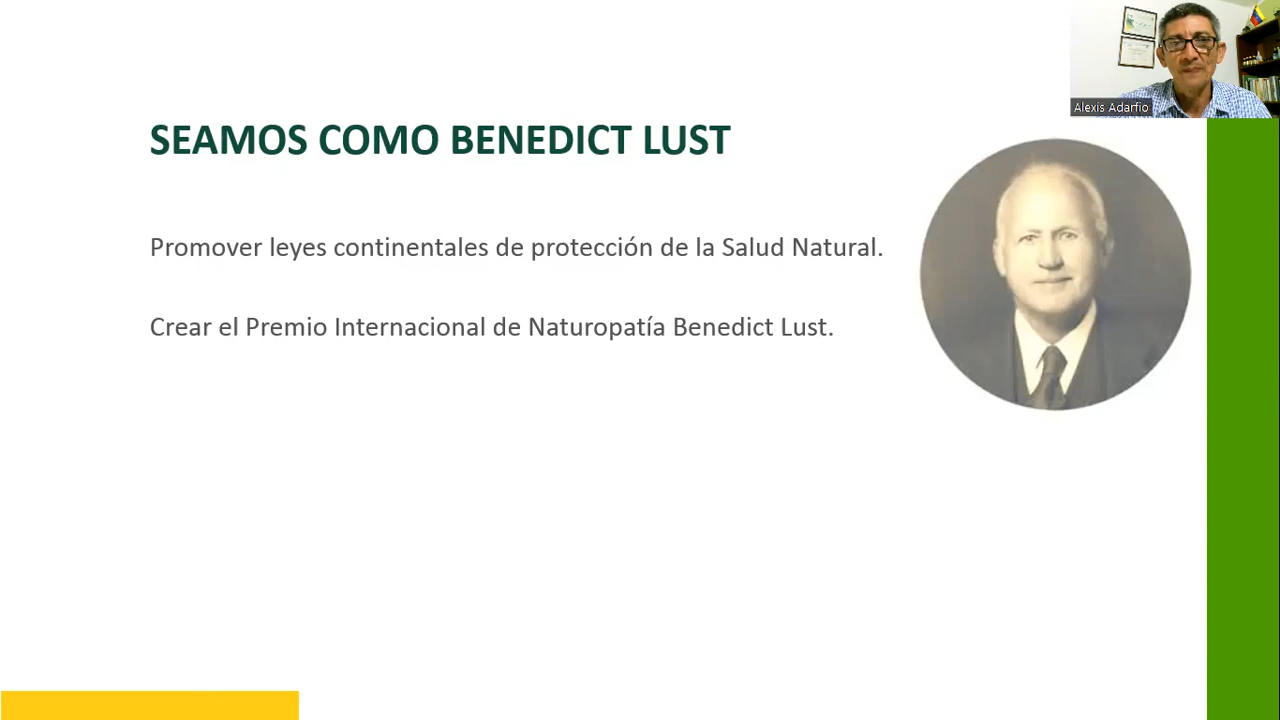 Alexis Adarfio
SEAMOS COMO BENEDICT LUST
Promover leyes continentales de protección de la Salud Natural.
Crear el Premio Internacional de Naturopatía Benedict Lust.